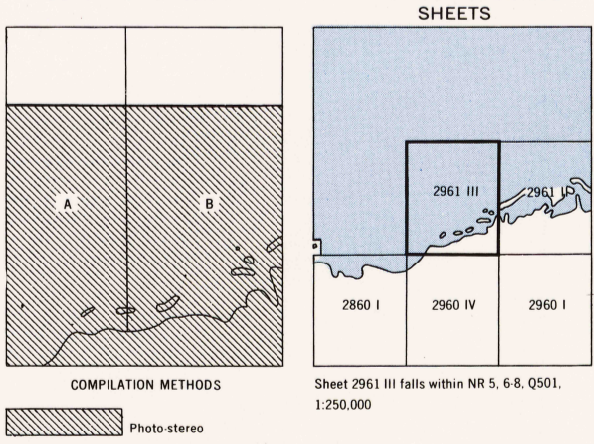 SHEETS
A
B
2961 III
2961 II
2860 I
2960 IV
2960 I
COMPILATION METHODS
Photo-stereo
Sheet 2961 III falls within NR 5, 6-8, Q501,
1:250,000